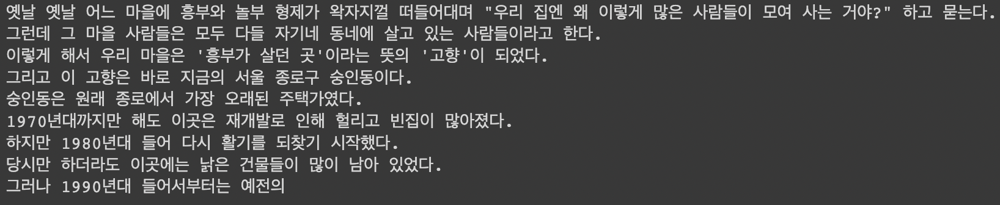 옛날 옛날 어느 마을에 흥부와 놀부 형제가 왁자지껄 떠들어대며 "우리 집엔 왜 이렇게 많은 사람들이 모여 사는 거야?" 하고 묻는다.
그런데 그 마을 사람들은 모두 다들 자기네 동네에 살고 있는 사람들이라고 한다.
이렇게 해서 우리 마을은 '흥부가 살던 곳'이라는 뜻의 '고향'이 되었다.
그리고 이 고향은 바로 지금의 서울 종로구 숭인동이다.
숭인동은 원래 종로에서 가장 오래된 주택가였다.
1970년대까지만 해도 이곳은 재개발로 인해 헐리고 빈집이 많아졌다.
하지만 1980년대 들어 다시 활기를 되찾기 시작했다.
당시만 하더라도 이곳에는 낡은 건물들이 많이 남아 있었다.
그러나 1990년대 들어서부터는 예전의